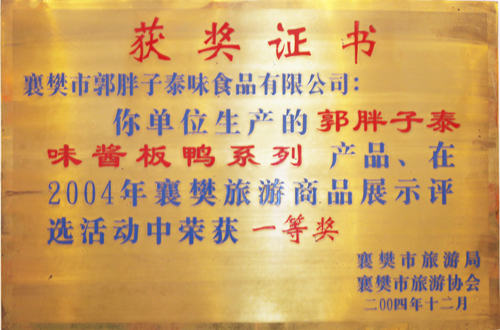 获奖证书
襄樊市郭胖子泰味食品有限公司：
你单位生产的郭胖子泰
味酱板鸭系列 产品、在
2004年襄樊旅游商品展示评
选活动中荣获 一等奖
襄樊市旅游局
襄樊市旅游协会
二00四年十二月